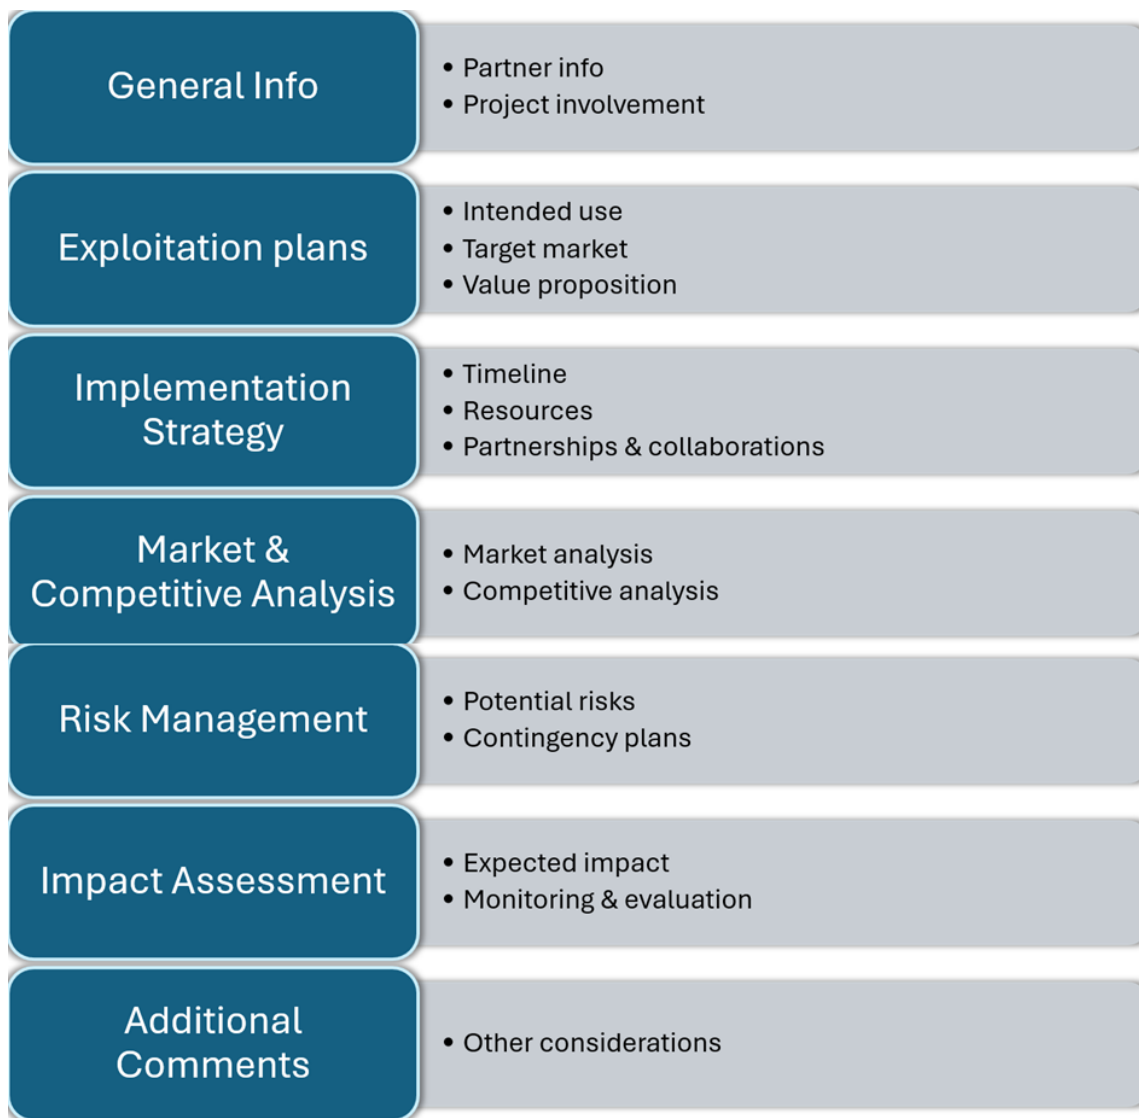 General Info
• Partner info
• Project involvement
Exploitation plans
• Intended use
• Target market
• Value proposition
Implementation
Strategy
• Timeline
• Resources
• Partnerships & collaborations
Market &
Competitive Analysis
• Market analysis
• Competitive analysis
Risk Management
• Potential risks
• Contingency plans
Impact Assessment
• Expected impact
• Monitoring & evaluation
Additional
Comments
• Other considerations